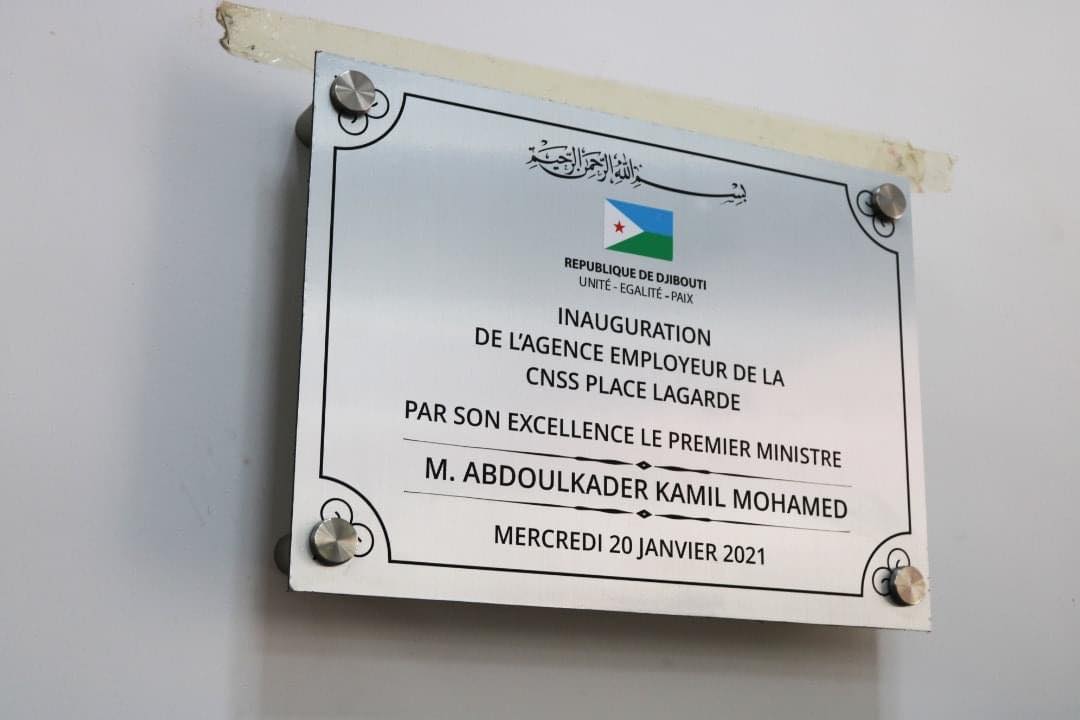 بسم الله الرحمن الرحيم
REPUBLIQUE DE DJIBOUTI
UNITÉ - EGALITÉ - PAIX
INAUGURATION
DE L'AGENCE EMPLOYEUR DE LA
CNSS PLACE LAGARDE
PAR SON EXCELLENCE LE PREMIER MINISTRE
M. ABDOULKADER KAMIL MOHAMED
MERCREDI 20 JANVIER 2021